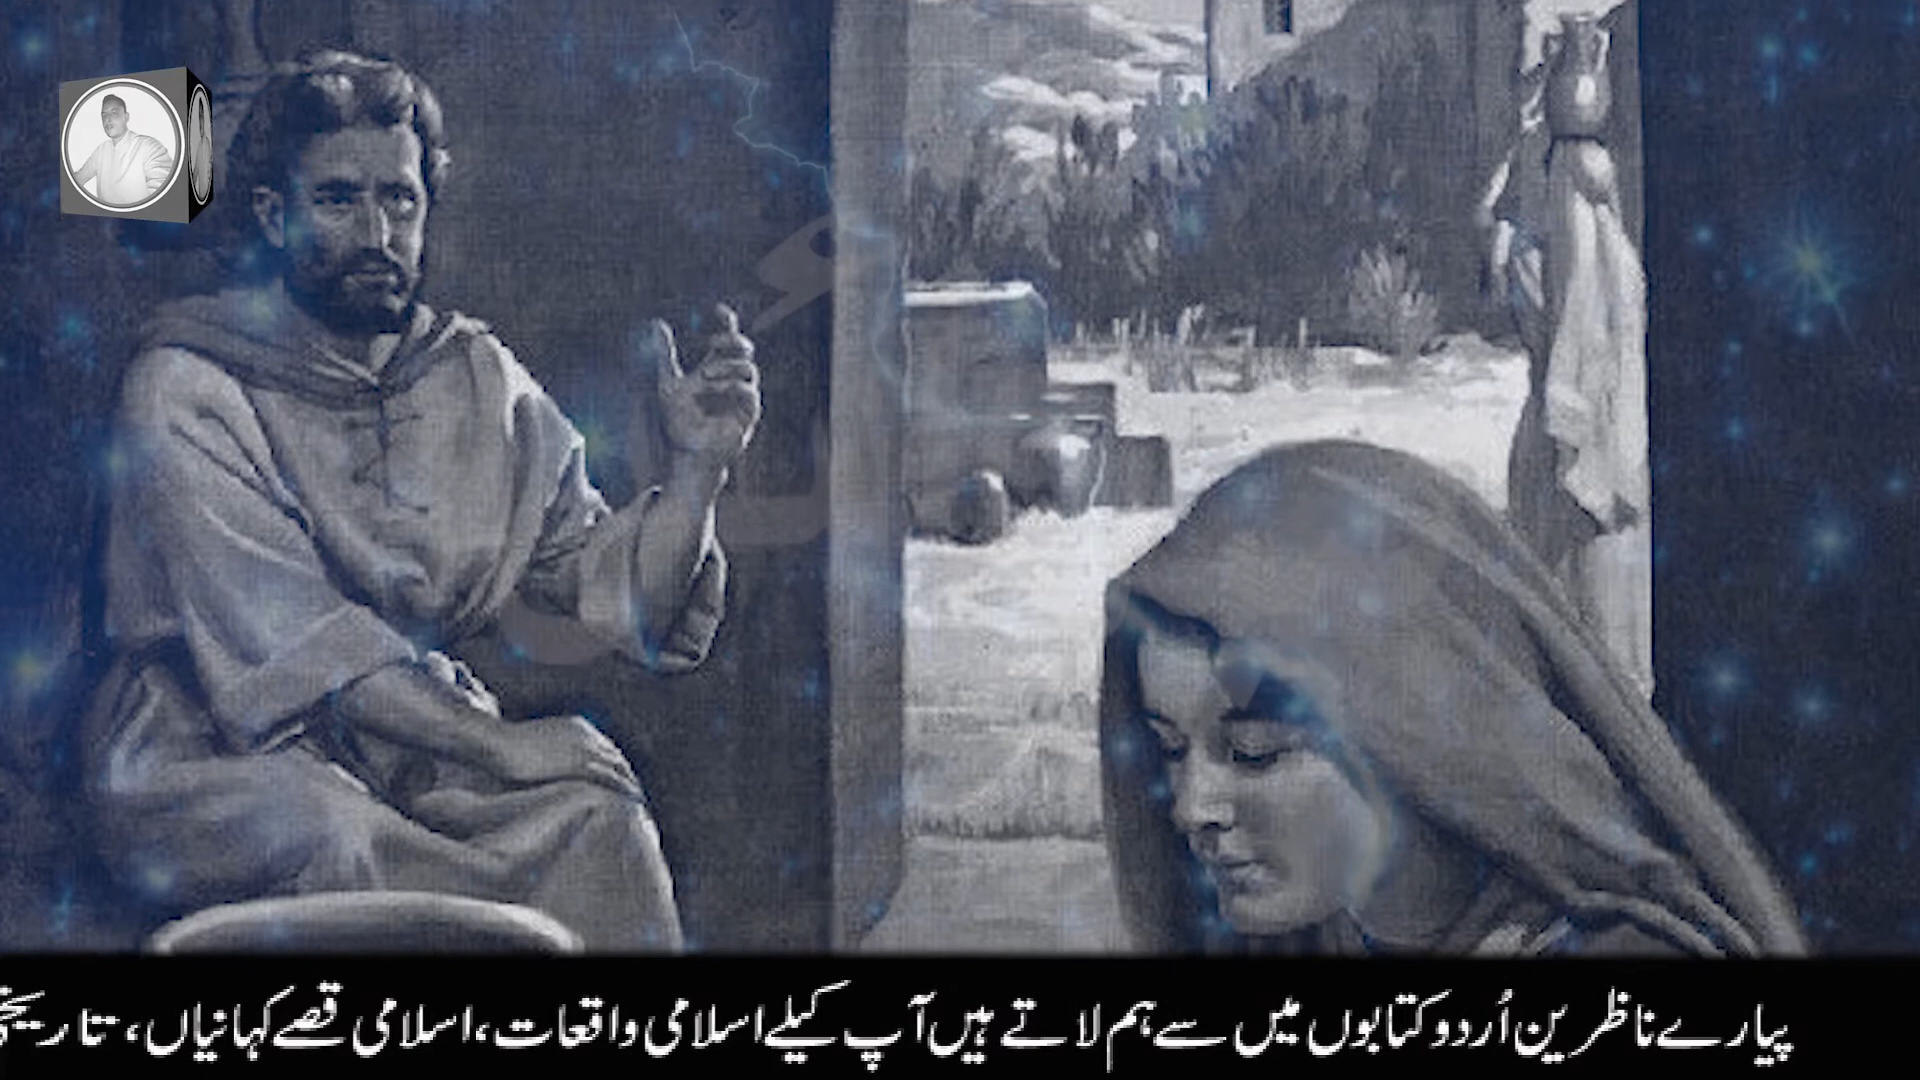 پیارے ناظرین اُردو کتابوں میں سے ہم لاتے ہیں آپ کیلیے اسلامی واقعات، اسلامی قصے کہانیاں،